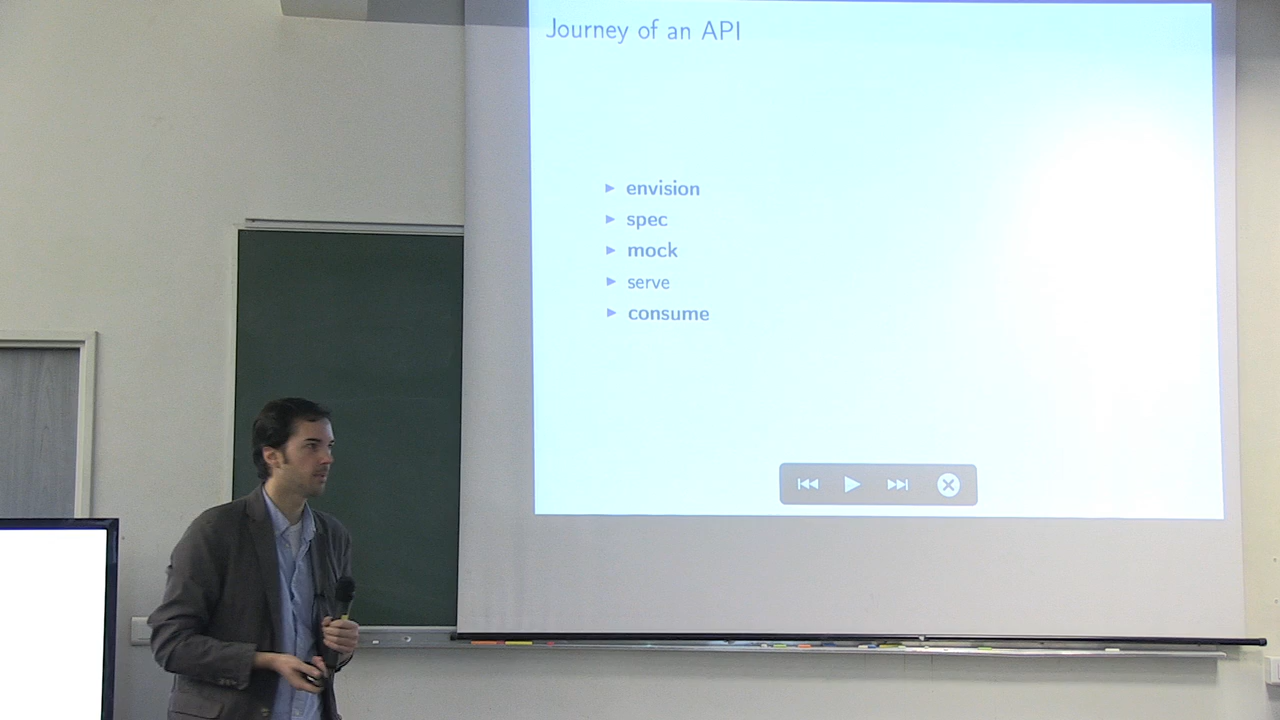 Journey of an API
envision
spec
mock
serve
consume